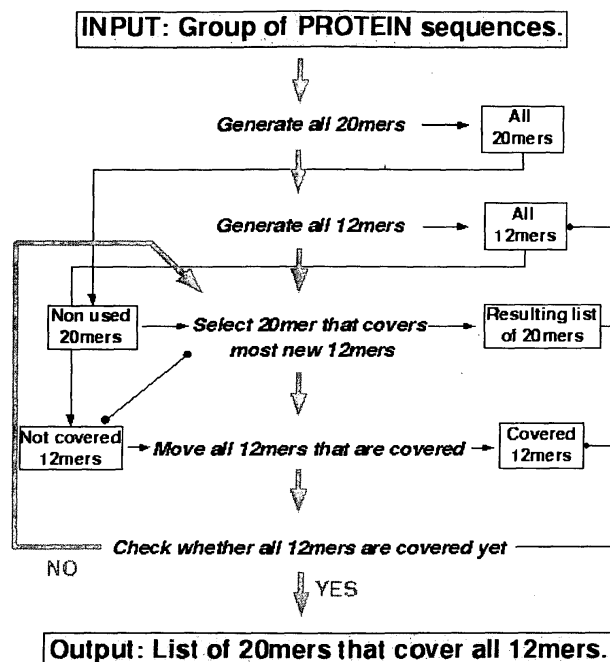 INPUT: Group of PROTEIN sequences.
Generate all 20mers
All
20mers
Generate all 12mers
All
12mers
Non used
20mers
Select 20mer that covers
most new 12mers
Resulting list
of 20mers
Not covered
12mers
Move all 12mers that are covered
Covered
12mers
Check whether all 12mers are covered yet
NO
YES
Output: List of 20mers that cover all 12mers.